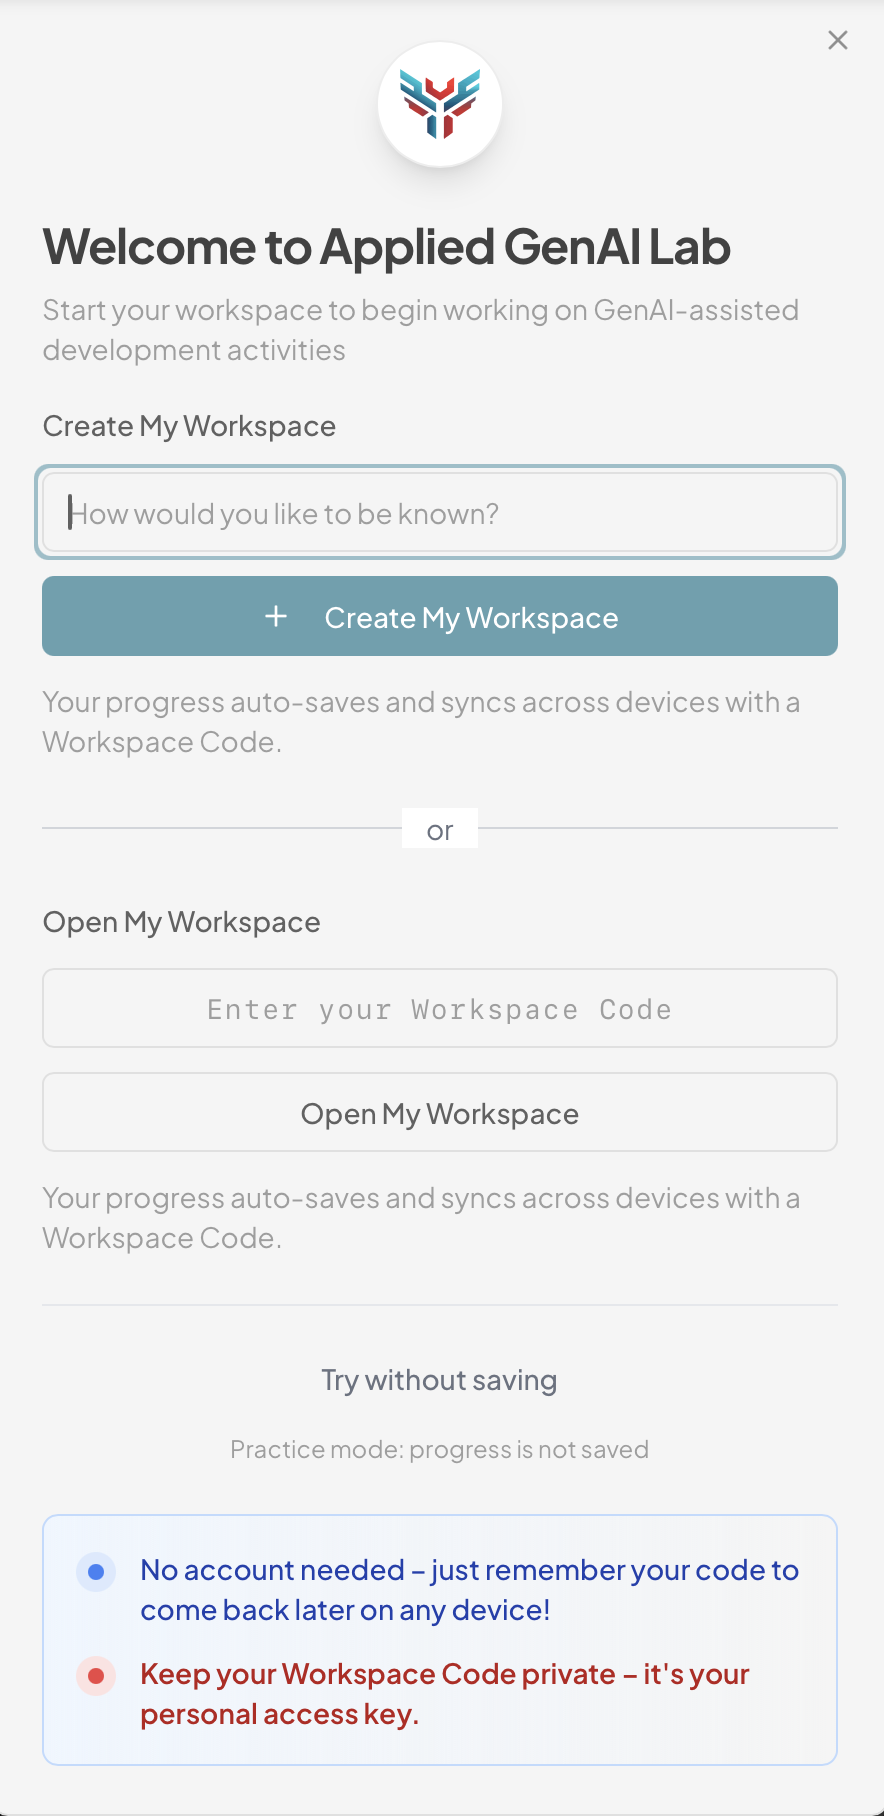 Welcome to Applied GenAI Lab
Start your workspace to begin working on GenAI-assisted
development activities
Create My Workspace
How would you like to be known?
+ Create My Workspace
Your progress auto-saves and syncs across devices with a
Workspace Code.
or
Open My Workspace
Enter your Workspace Code
Open My Workspace
Your progress auto-saves and syncs across devices with a
Workspace Code.
Try without saving
Practice mode: progress is not saved
No account needed – just remember your code to
come back later on any device!
Keep your Workspace Code private – it's your
personal access key.